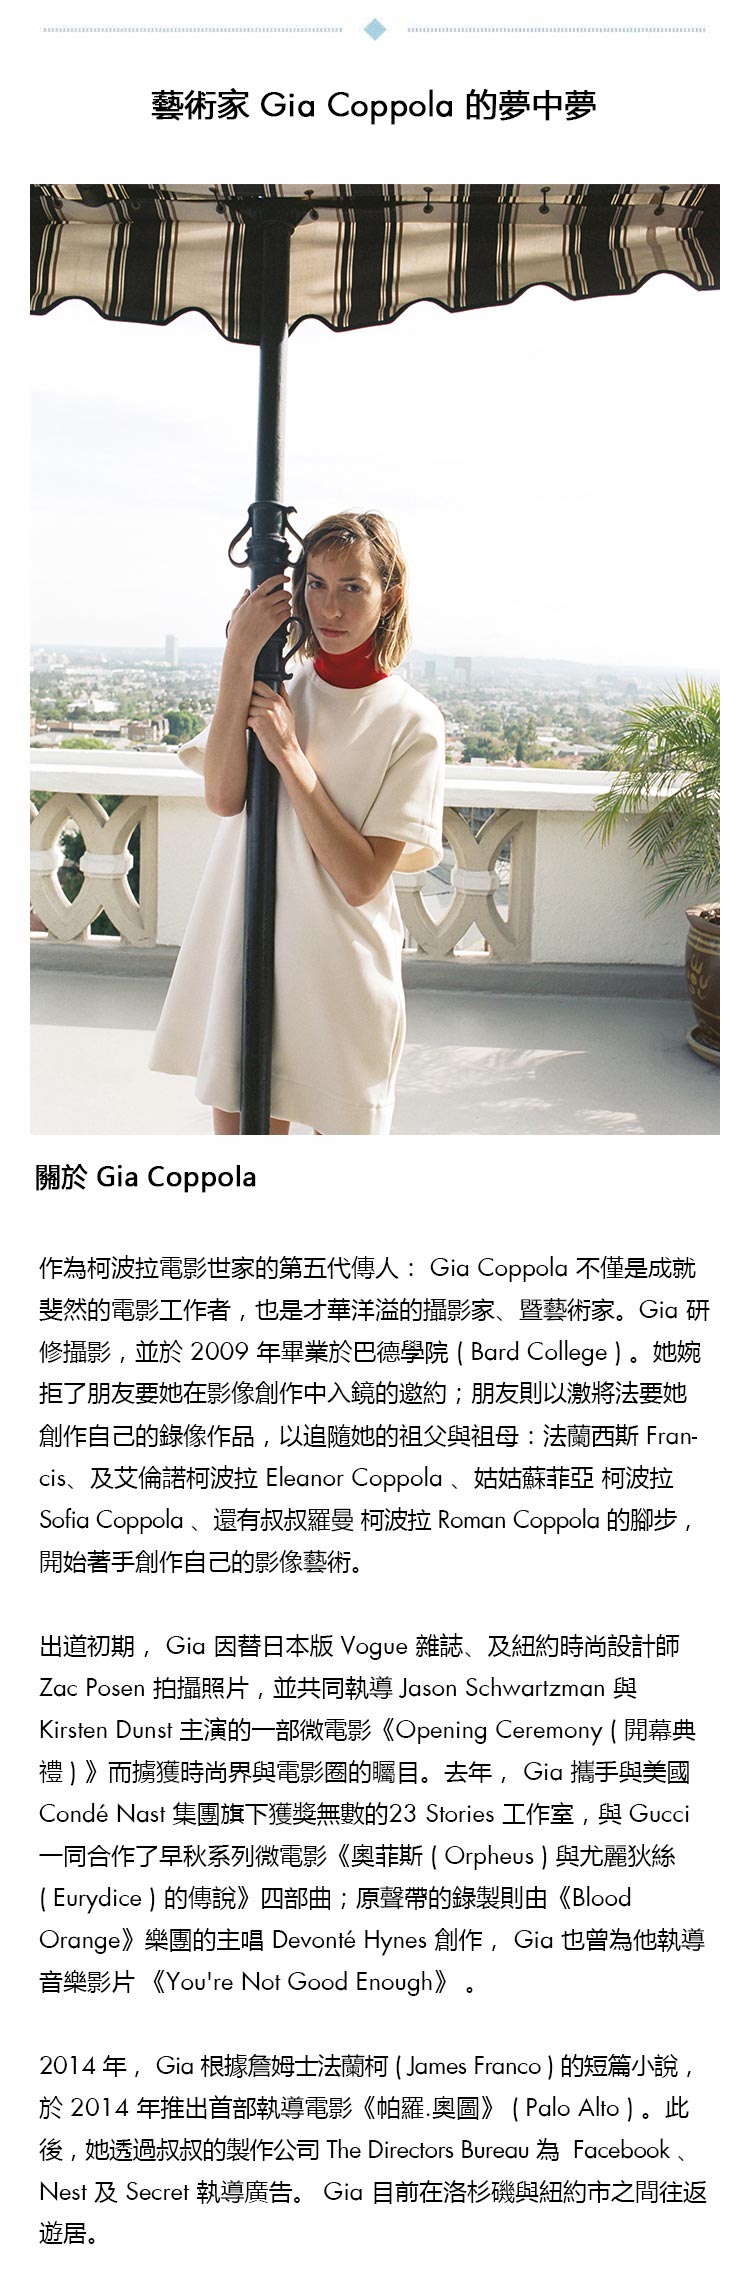 藝術家 Gia Coppola 的夢中夢
關於 Gia Coppola
作為柯波拉電影世家的第五代傳人： Gia Coppola 不僅是成就
斐然的電影工作者，也是才華洋溢的攝影家、暨藝術家。Gia 研
修攝影，並於 2009 年畢業於巴德學院 ( Bard College ) 。她婉
拒了朋友要她在影像創作中入鏡的邀約；朋友則以激將法要她
創作自己的錄像作品，以追隨她的祖父與祖母：法蘭西斯 Fran-
cis、及艾倫諾柯波拉 Eleanor Coppola 、姑姑蘇菲亞 柯波拉
Sofia Coppola 、還有叔叔羅曼 柯波拉 Roman Coppola 的腳步，
開始著手創作自己的影像藝術。
出道初期， Gia 因替日本版 Vogue 雜誌、及紐約時尚設計師
Zac Posen 拍攝照片，並共同執導 Jason Schwartzman 與
Kirsten Dunst 主演的一部微電影《Opening Ceremony ( 開幕典
禮 ) 》而擄獲時尚界與電影圈的矚目。去年， Gia 攜手與美國
Condé Nast 集團旗下獲獎無數的23 Stories 工作室，與 Gucci
一同合作了早秋系列微電影《奧菲斯 ( Orpheus ) 與尤麗狄絲
( Eurydice ) 的傳說》四部曲；原聲帶的錄製則由《Blood
Orange》樂團的主唱 Devonté Hynes 創作， Gia 也曾為他執導
音樂影片 《You're Not Good Enough》 。
2014 年， Gia 根據詹姆士法蘭柯 ( James Franco ) 的短篇小說，
於 2014 年推出首部執導電影《帕羅.奧圖》 ( Palo Alto ) 。此
後，她透過叔叔的製作公司 The Directors Bureau 為 Facebook 、
Nest 及 Secret 執導廣告。 Gia 目前在洛杉磯與紐約市之間往返
遊居。